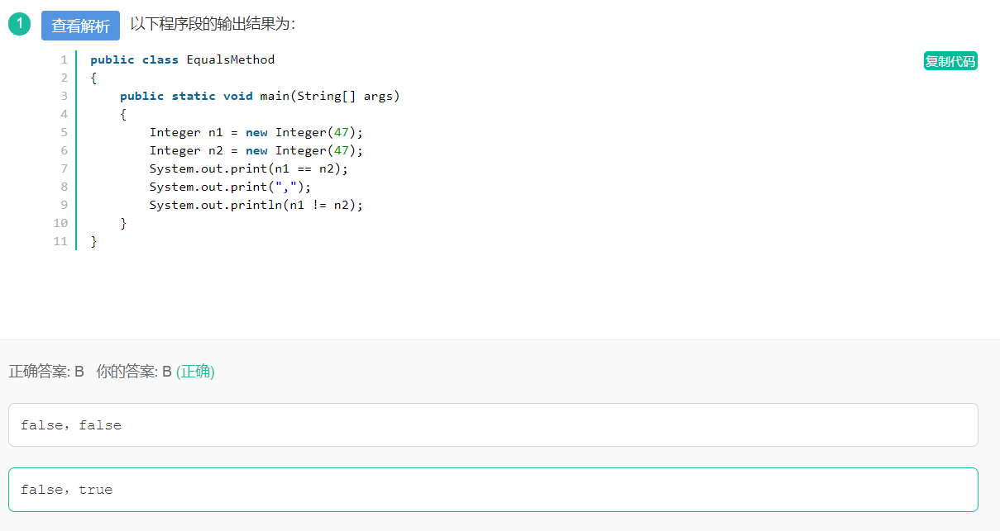 1 查看解析 以下程序段的输出结果为：
复制代码
1 public class EqualsMethod
2 {
3     public static void main(String[] args)
4     {
5         Integer n1 = new Integer(47);
6         Integer n2 = new Integer(47);
7         System.out.print(n1 == n2);
8         System.out.print(",");
9         System.out.println(n1 != n2);
10     }
11 }
正确答案: B 你的答案: B (正确)
false，false
false，true